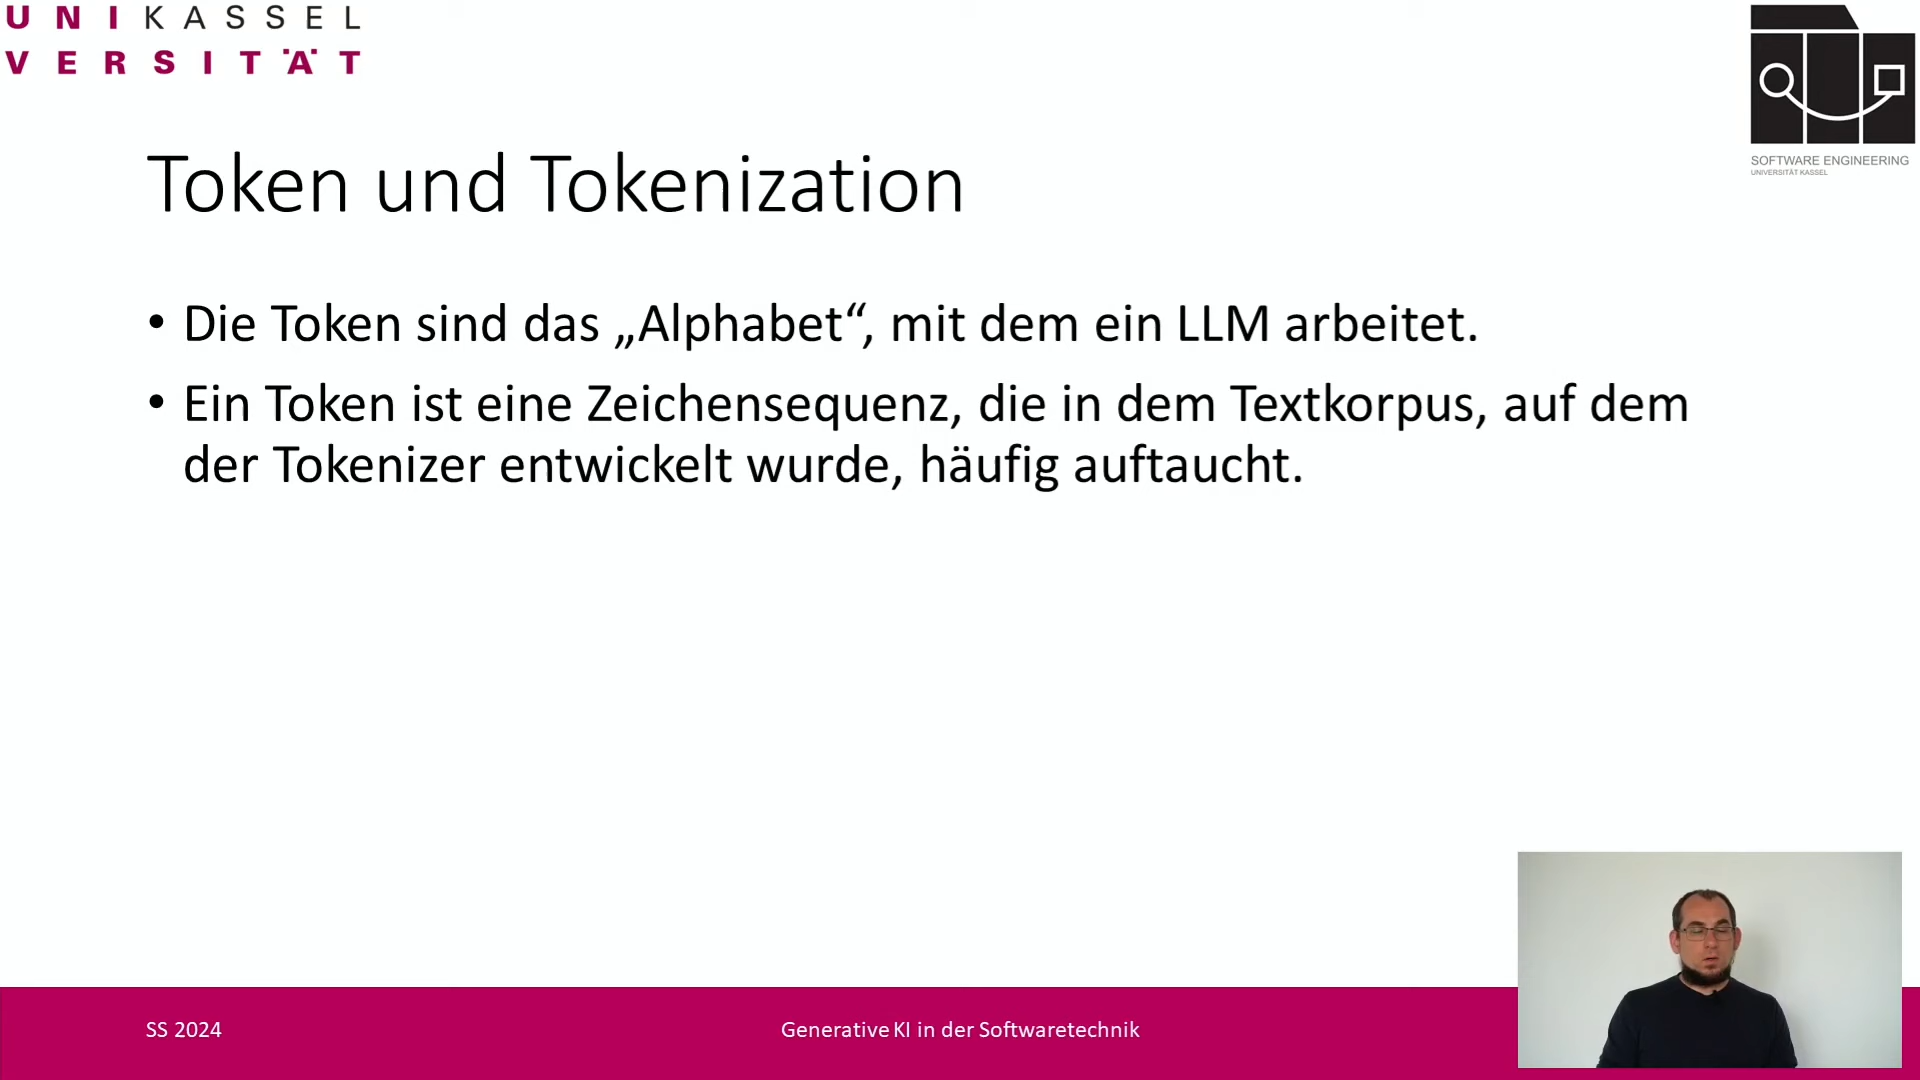 UNIKASSEL
VERSITÄT
SOFTWARE ENGINEERING
UNIVERSITÄT KASSEL
Token und Tokenization
• Die Token sind das „Alphabet“, mit dem ein LLM arbeitet.
• Ein Token ist eine Zeichensequenz, die in dem Textkorpus, auf dem
der Tokenizer entwickelt wurde, häufig auftaucht.
SS 2024
Generative KI in der Softwaretechnik